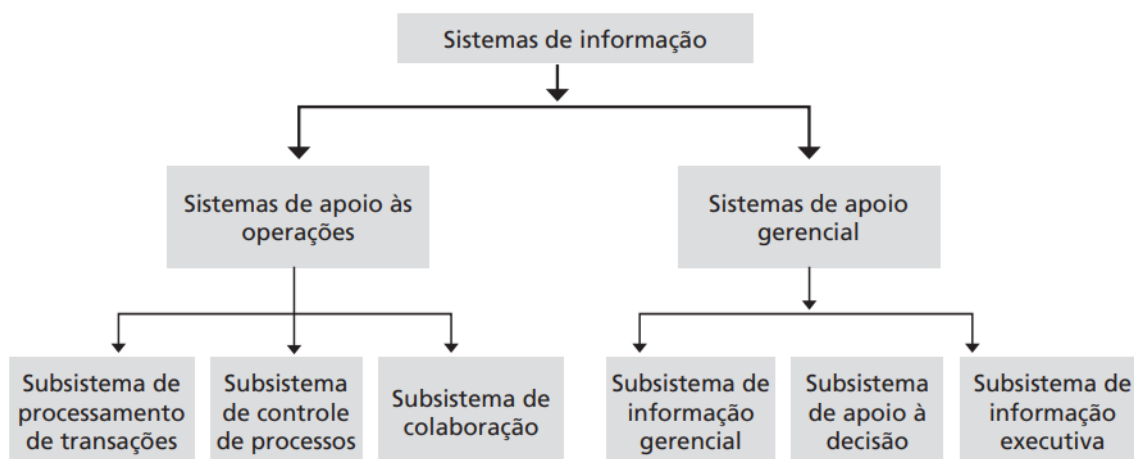 Sistemas de informação
Sistemas de apoio às
operações
Sistemas de apoio
gerencial
Subsistema de
processamento
de transações
Subsistema
de controle
de processos
Subsistema de
colaboração
Subsistema de
informação
gerencial
Subsistema
de apoio à
decisão
Subsistema de
informação
executiva